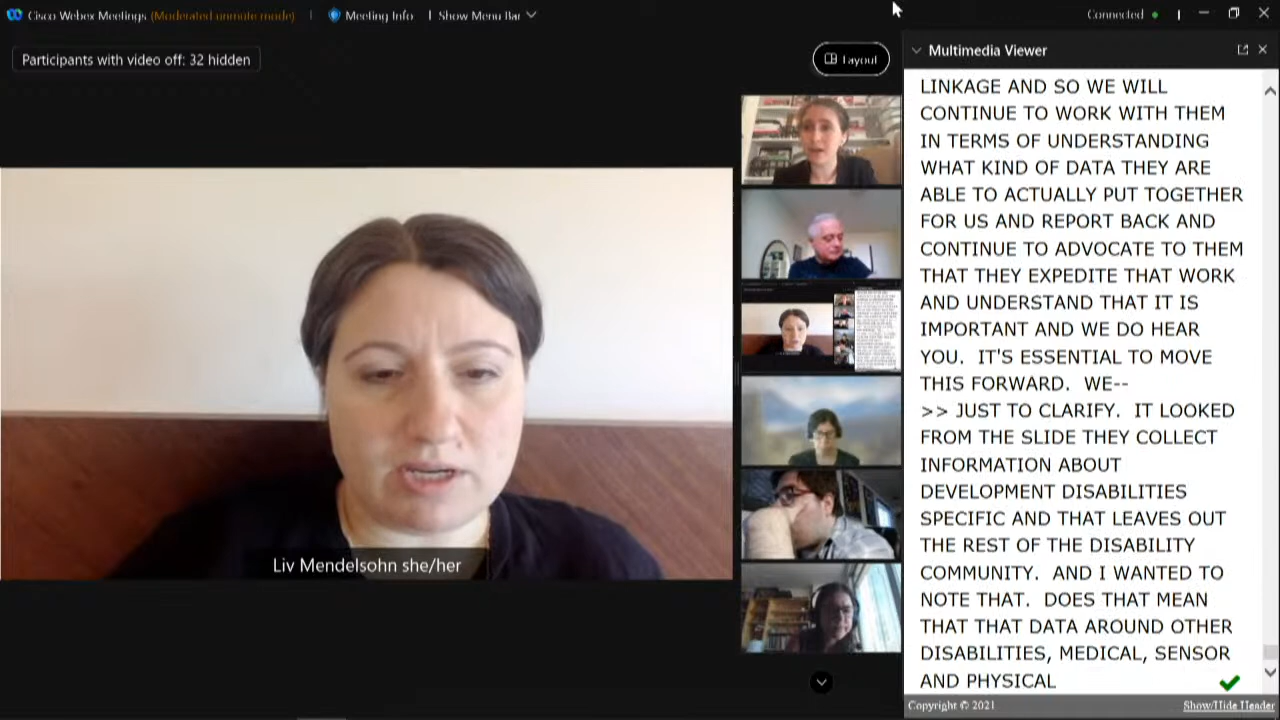 Cisco Webex Meetings (Moderated unmute mode) | Meeting Info | Show Menu Bar
Connected
Participants with Video off: 32 hidden
Layout
Liv Mendelsohn she/her
Multimedia Viewer
LINKAGE AND SO WE WILL
CONTINUE TO WORK WITH THEM
IN TERMS OF UNDERSTANDING
WHAT KIND OF DATA THEY ARE
ABLE TO ACTUALLY PUT TOGETHER
FOR US AND REPORT BACK AND
CONTINUE TO ADVOCATE TO THEM
THAT THEY EXPEDITE THAT WORK
AND UNDERSTAND THAT IT IS
IMPORTANT AND WE DO HEAR
YOU. IT'S ESSENTIAL TO MOVE
THIS FORWARD. WE--
>> JUST TO CLARIFY. IT LOOKED
FROM THE SLIDE THEY COLLECT
INFORMATION ABOUT
DEVELOPMENT DISABILITIES
SPECIFIC AND THAT LEAVES OUT
THE REST OF THE DISABILITY
COMMUNITY. AND I WANTED TO
NOTE THAT. DOES THAT MEAN
THAT THAT DATA AROUND OTHER
DISABILITIES, MEDICAL, SENSOR
AND PHYSICAL
Copyright © 2021
Show/Hide Header